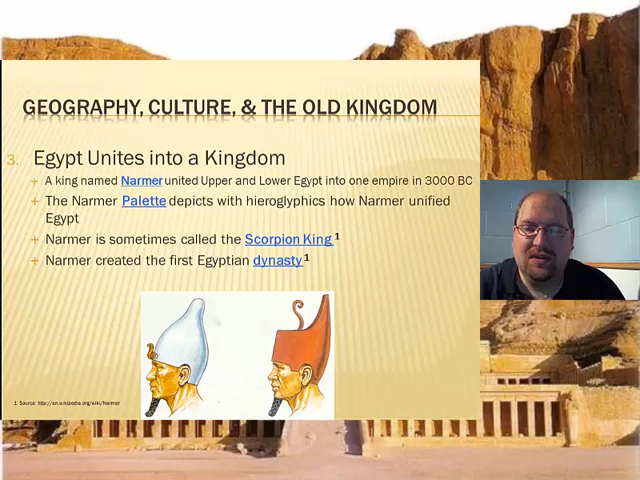 GEOGRAPHY, CULTURE, & THE OLD KINGDOM
3. Egypt Unites into a Kingdom
+ A king named Narmer united Upper and Lower Egypt into one empire in 3000 BC
+ The Narmer Palette depicts with hieroglyphics how Narmer unified
Egypt
+ Narmer is sometimes called the Scorpion King 1
+ Narmer created the first Egyptian dynasty 1
1: Source: http://en.wikipedia.org/wiki/Narmer